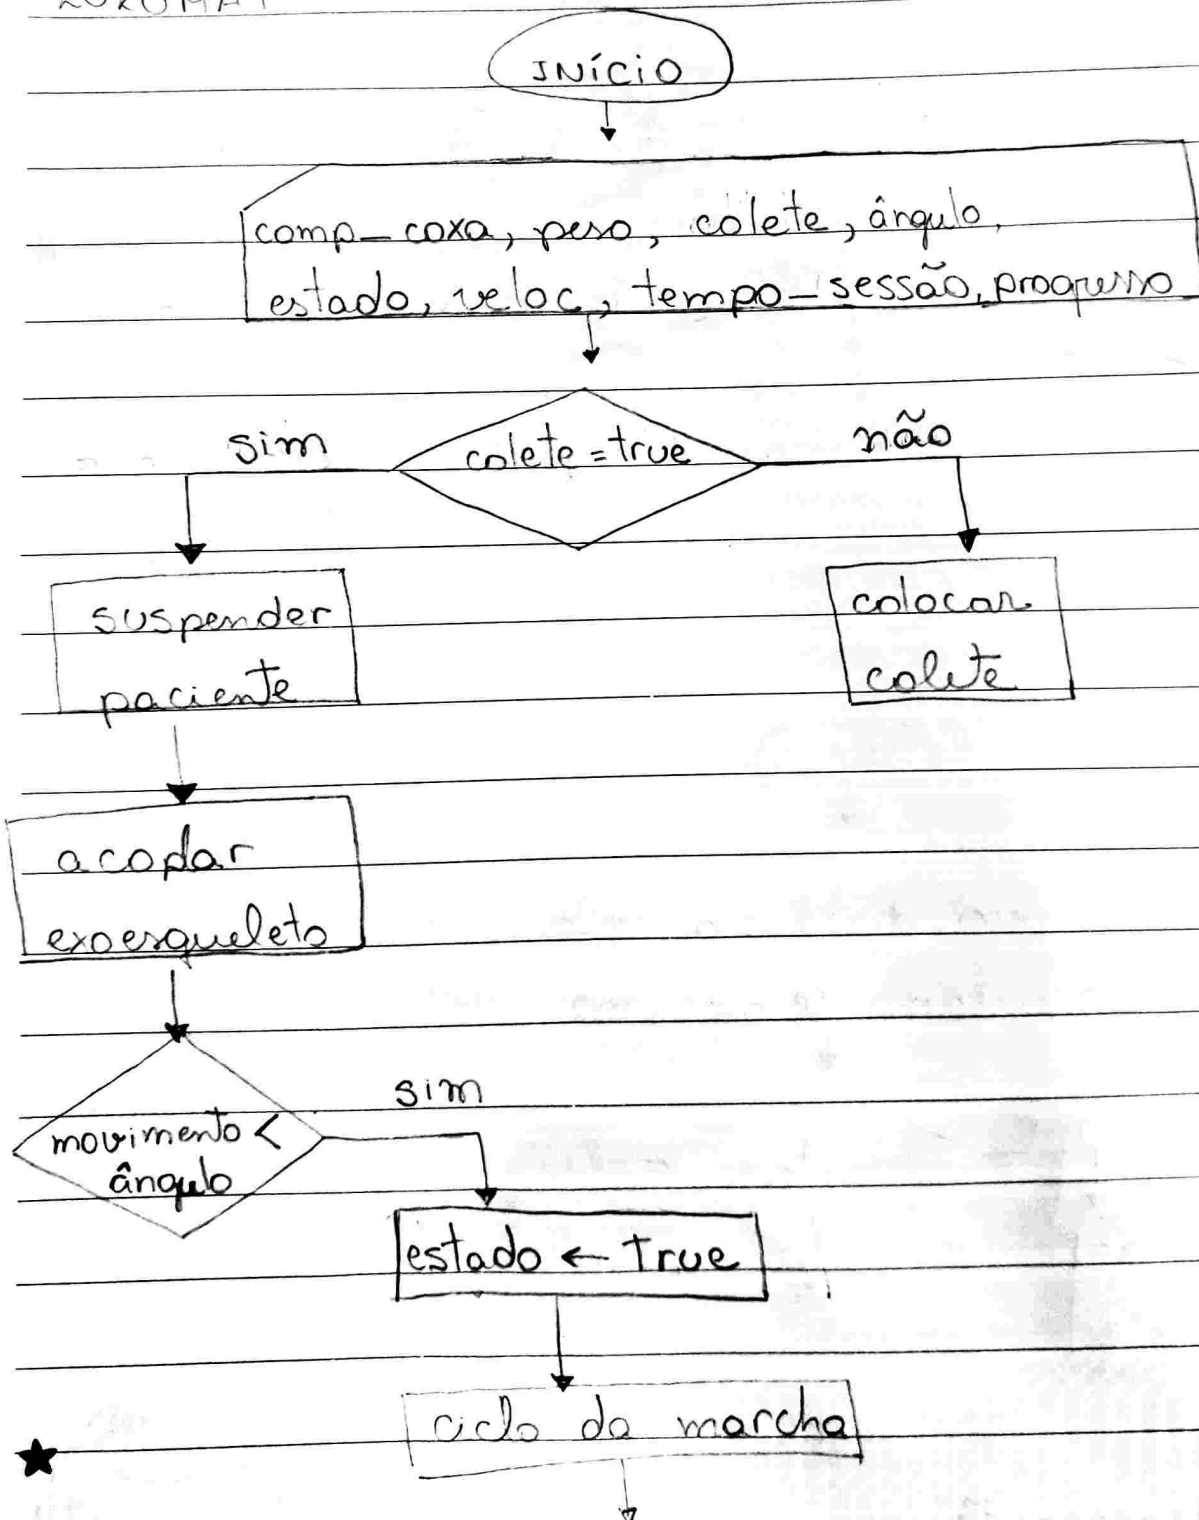 INÍCIO
comp_coxa, peso, colete, ângulo,
estado, veloc, tempo_sessão, progresso
sim
colete = true
não
suspender
paciente
colocar
colete
acoplar
exoesqueleto
sim
movimento <
ângulo
estado ← True
ciclo da marcha